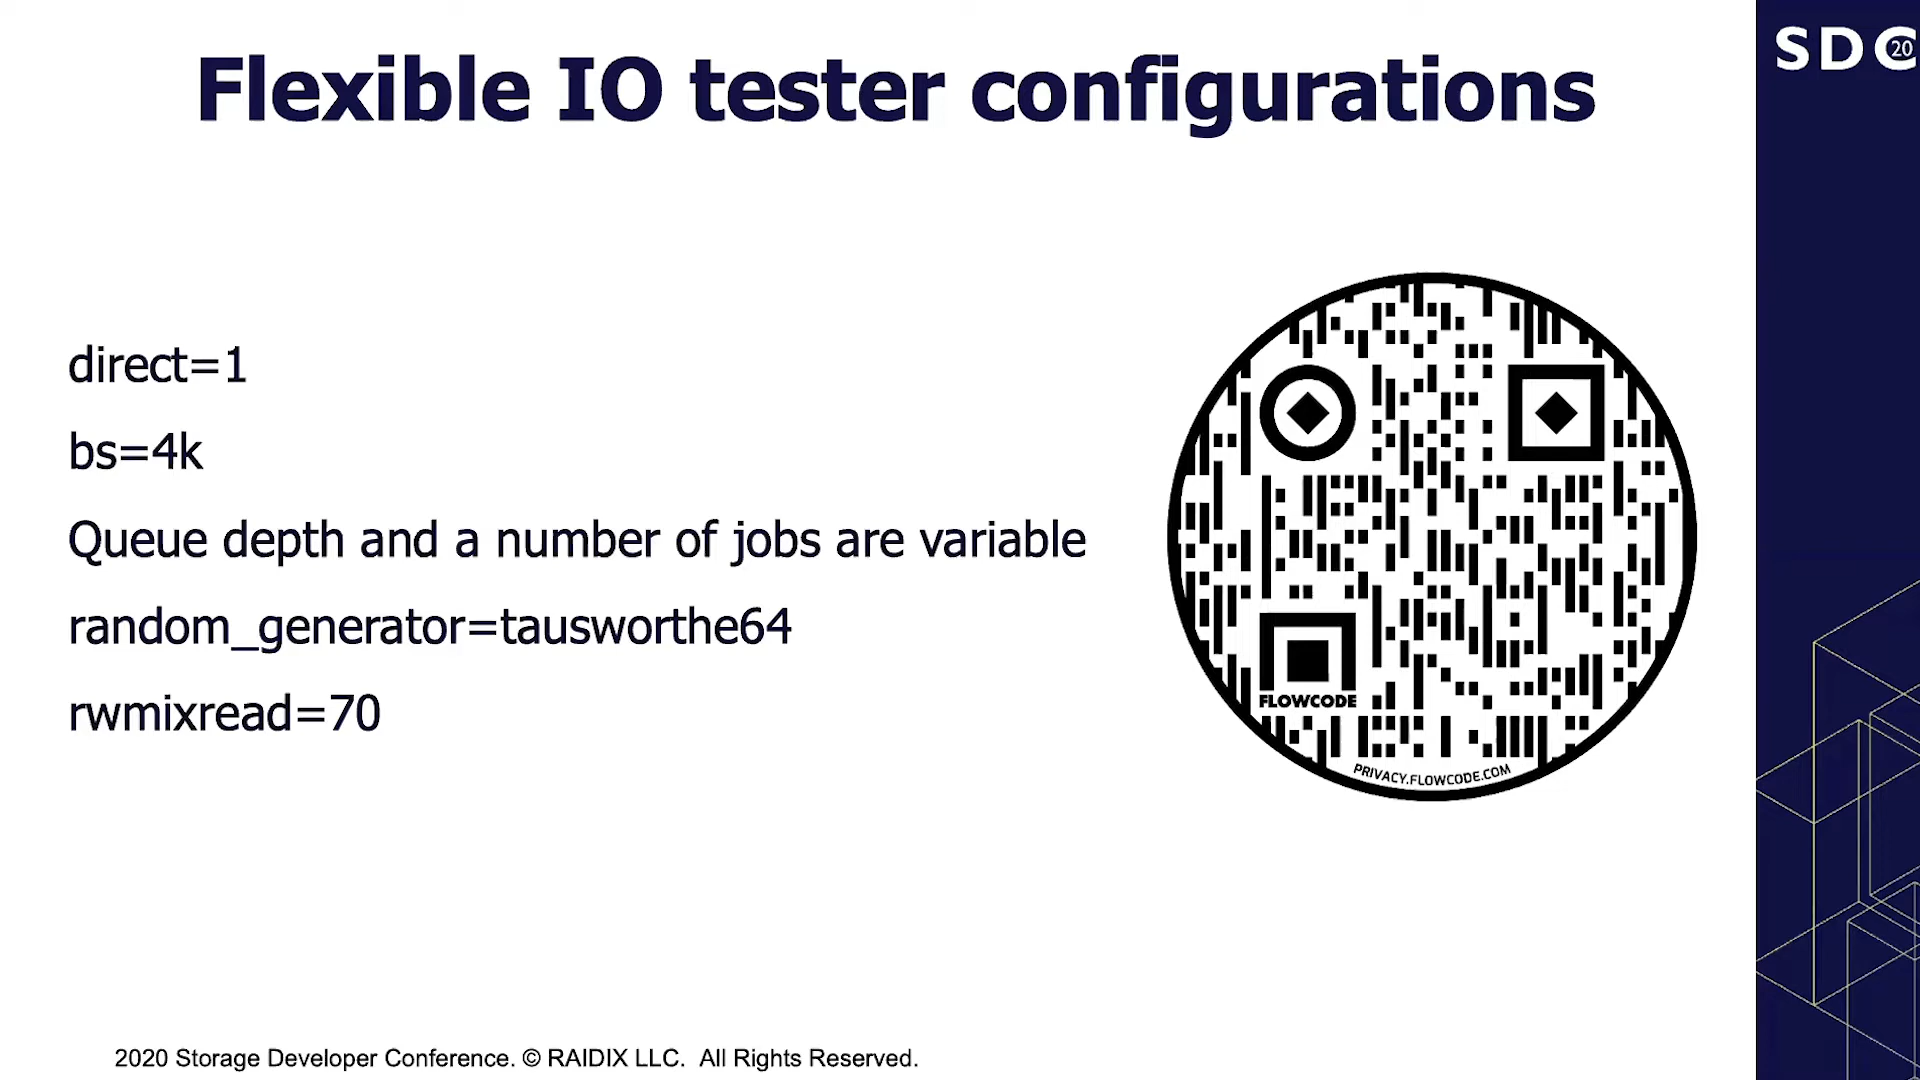 Flexible IO tester configurations
SDC 20
direct=1
bs=4k
Queue depth and a number of jobs are variable
random_generator=tausworthe64
rwmixread=70
FLOWCODE
PRIVACY.FLOWCODE.COM
2020 Storage Developer Conference. © RAIDIX LLC. All Rights Reserved.